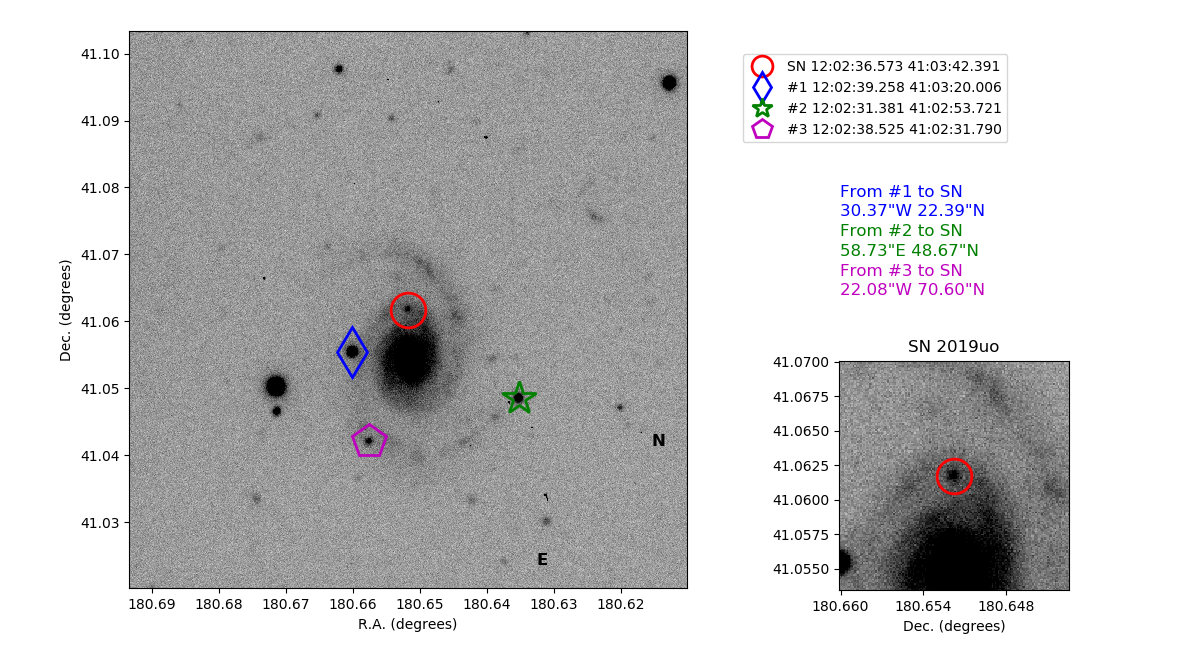 41.10
41.09
41.08
41.07
41.06
41.05
41.04
41.03
Dec. (degrees)
180.69 180.68 180.67 180.66 180.65 180.64 180.63 180.62
R.A. (degrees)
N
E
SN 12:02:36.573 41:03:42.391
#1 12:02:39.258 41:03:20.006
#2 12:02:31.381 41:02:53.721
#3 12:02:38.525 41:02:31.790
From #1 to SN
30.37"W 22.39"N
From #2 to SN
58.73"E 48.67"N
From #3 to SN
22.08"W 70.60"N
SN 2019uo
41.0700
41.0675
41.0650
41.0625
41.0600
41.0575
41.0550
180.660 180.654 180.648
Dec. (degrees)